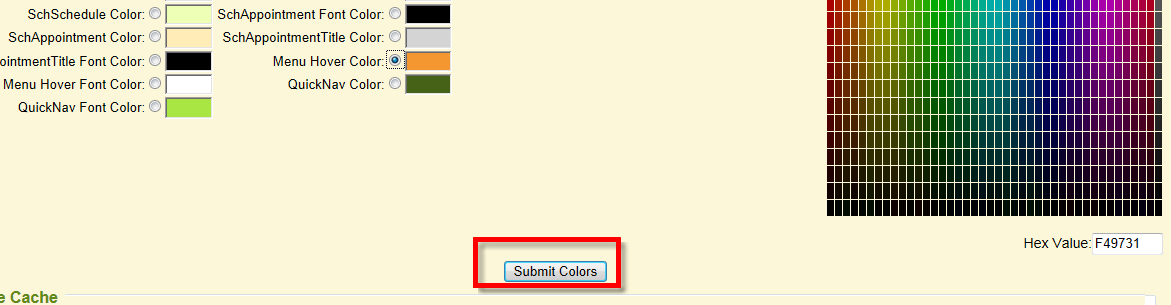 SchSchedule Color: SchAppointment Font Color:
SchAppointment Color: SchAppointmentTitle Color:
ointmentTitle Font Color: Menu Hover Color:
Menu Hover Font Color: QuickNav Color:
QuickNav Font Color:
Hex Value: F49731
Submit Colors
e Cache